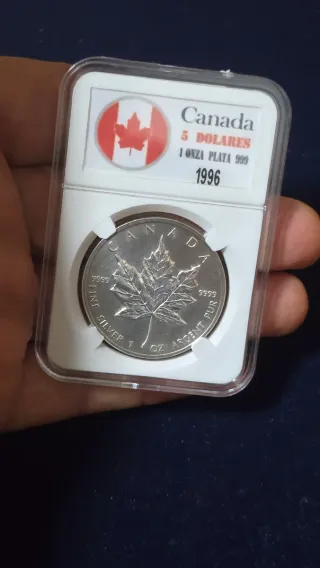 Canada
5 DOLARES
1 ONZA PLATA 999
1996
CANADA
9999 9999
FINE SILVER 1 OZ ARGENT PUR